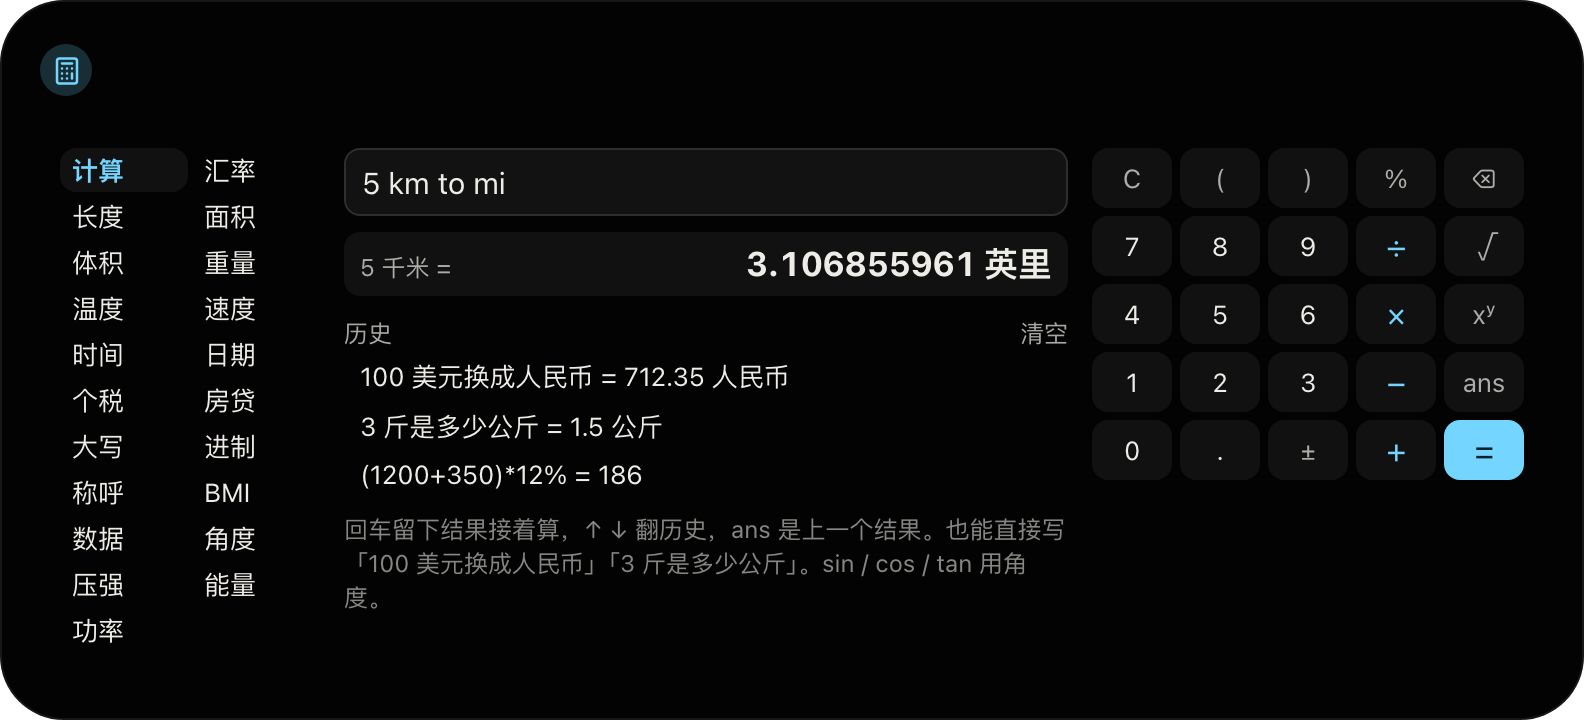 计算 汇率
长度 面积
体积 重量
温度 速度
时间 日期
个税 房贷
大写 进制
称呼 BMI
数据 角度
压强 能量
功率
5 km to mi
5 千米 = 3.106855961 英里
历史 清空
100 美元换成人民币 = 712.35 人民币
3 斤是多少公斤 = 1.5 公斤
(1200+350)*12% = 186
回车留下结果接着算，↑ ↓ 翻历史，ans 是上一个结果。也能直接写
「100 美元换成人民币」「3 斤是多少公斤」。sin / cos / tan 用角
度。
C ( ) % ⌫
7 8 9 ÷ √
4 5 6 × xʸ
1 2 3 − ans
0 . ± + =